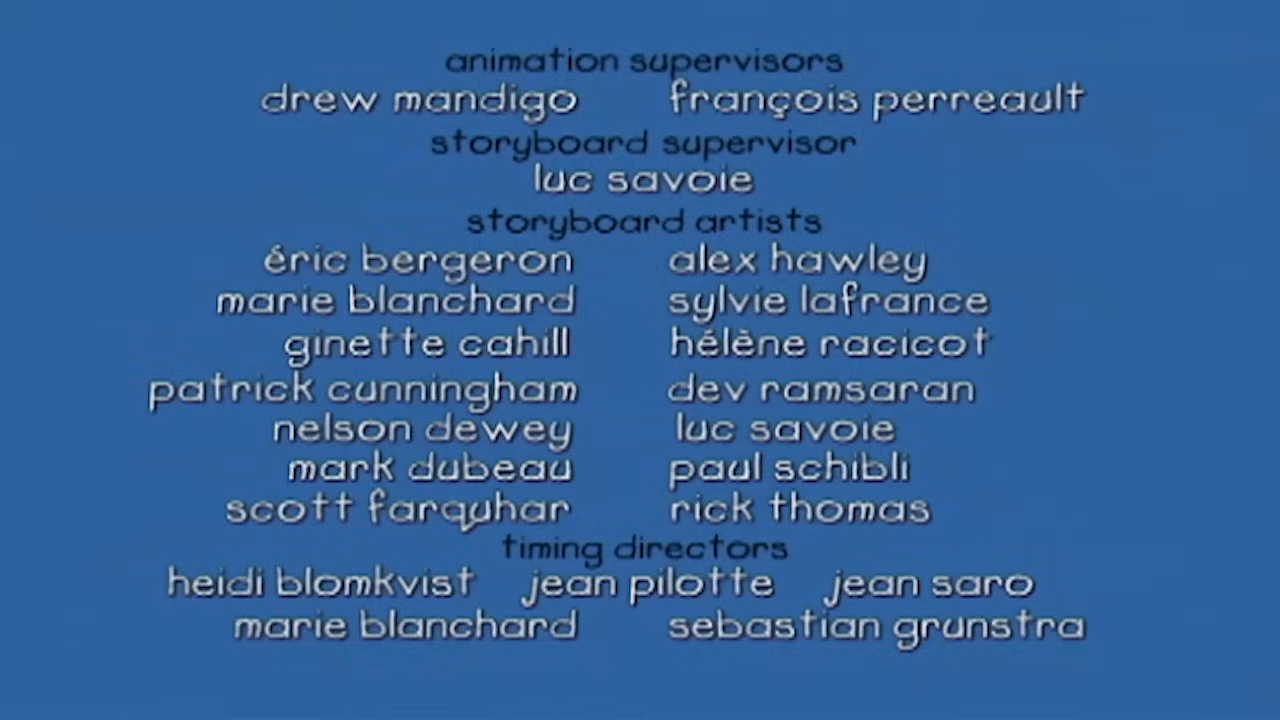 animation supervisors
drew mandigo françois perreault
storyboard supervisor
luc savoie
storyboard artists
éric bergeron alex hawley
marie blanchard sylvie lafrance
ginette cahill hélène racicot
patrick cunningham dev ramsaran
nelson dewey luc savoie
mark dubeau paul schibli
scott farquhar rick thomas
timing directors
heidi blomkvist jean pilotte jean saro
marie blanchard sebastian grunstra